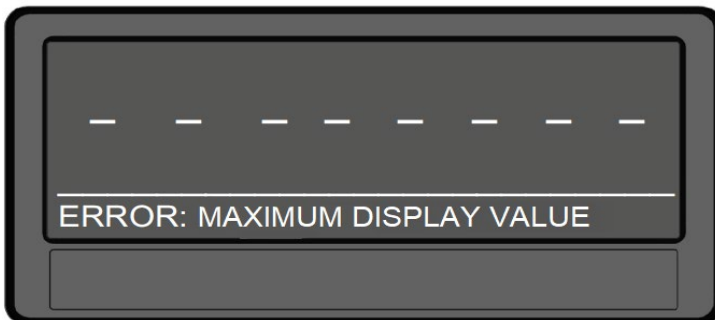 – – – – – – – –
ERROR: MAXIMUM DISPLAY VALUE